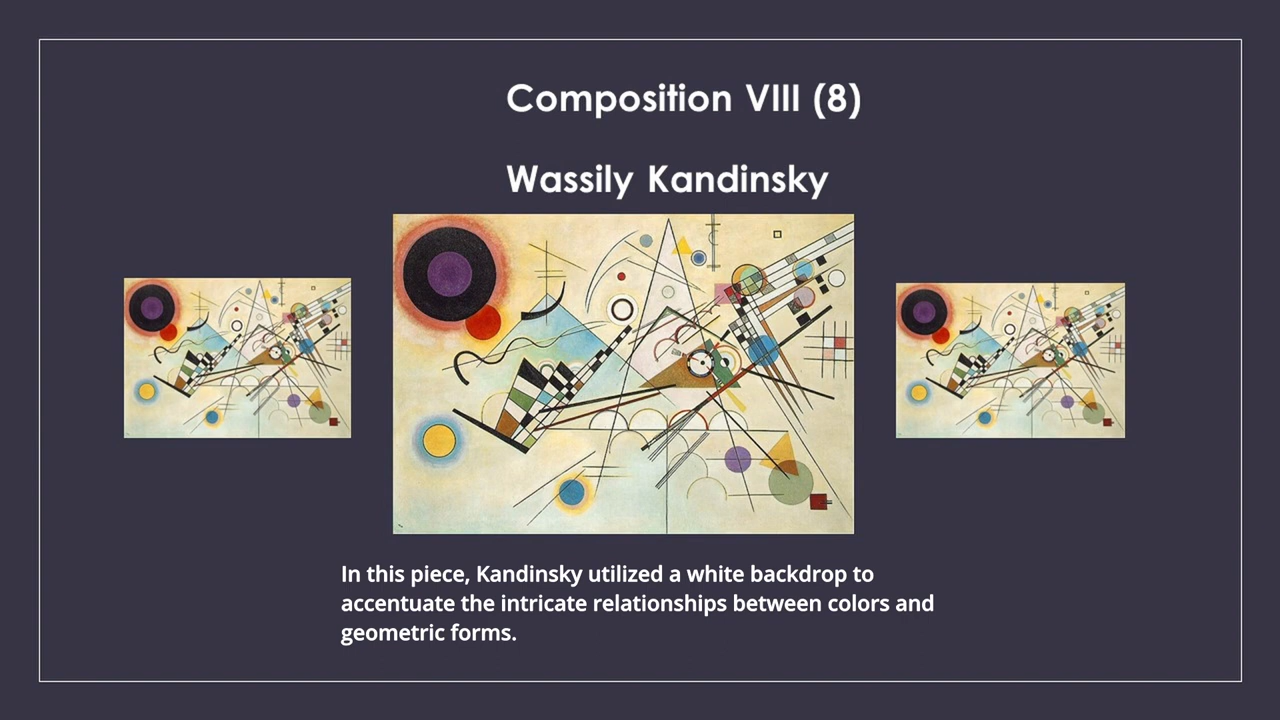 Composition VIII (8)
Wassily Kandinsky
In this piece, Kandinsky utilized a white backdrop to
accentuate the intricate relationships between colors and
geometric forms.